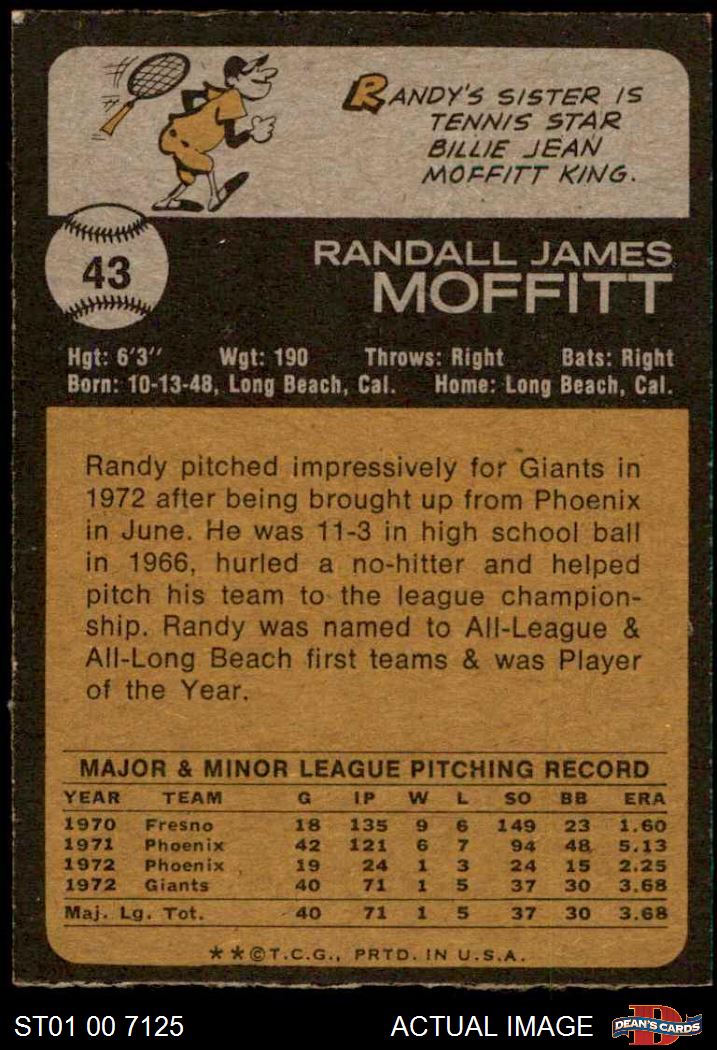 RANDY'S SISTER IS
TENNIS STAR
BILLIE JEAN
MOFFITT KING.
43
RANDALL JAMES
MOFFITT
Hgt: 6'3" Wgt: 190 Throws: Right Bats: Right
Born: 10-13-48, Long Beach, Cal. Home: Long Beach, Cal.
Randy pitched impressively for Giants in
1972 after being brought up from Phoenix
in June. He was 11-3 in high school ball
in 1966, hurled a no-hitter and helped
pitch his team to the league champion-
ship. Randy was named to All-League &
All-Long Beach first teams & was Player
of the Year.
MAJOR & MINOR LEAGUE PITCHING RECORD
YEAR TEAM G IP W L SO BB ERA
1970 Fresno 18 135 9 6 149 23 1.60
1971 Phoenix 42 121 6 7 94 48 5.13
1972 Phoenix 19 24 1 3 24 15 2.25
1972 Giants 40 71 1 5 37 30 3.68
Maj. Lg. Tot. 40 71 1 5 37 30 3.68
**©T.C.G., PRTD. IN U.S.A.
ST01 00 7125 ACTUAL IMAGE D DEAN'S CARDS